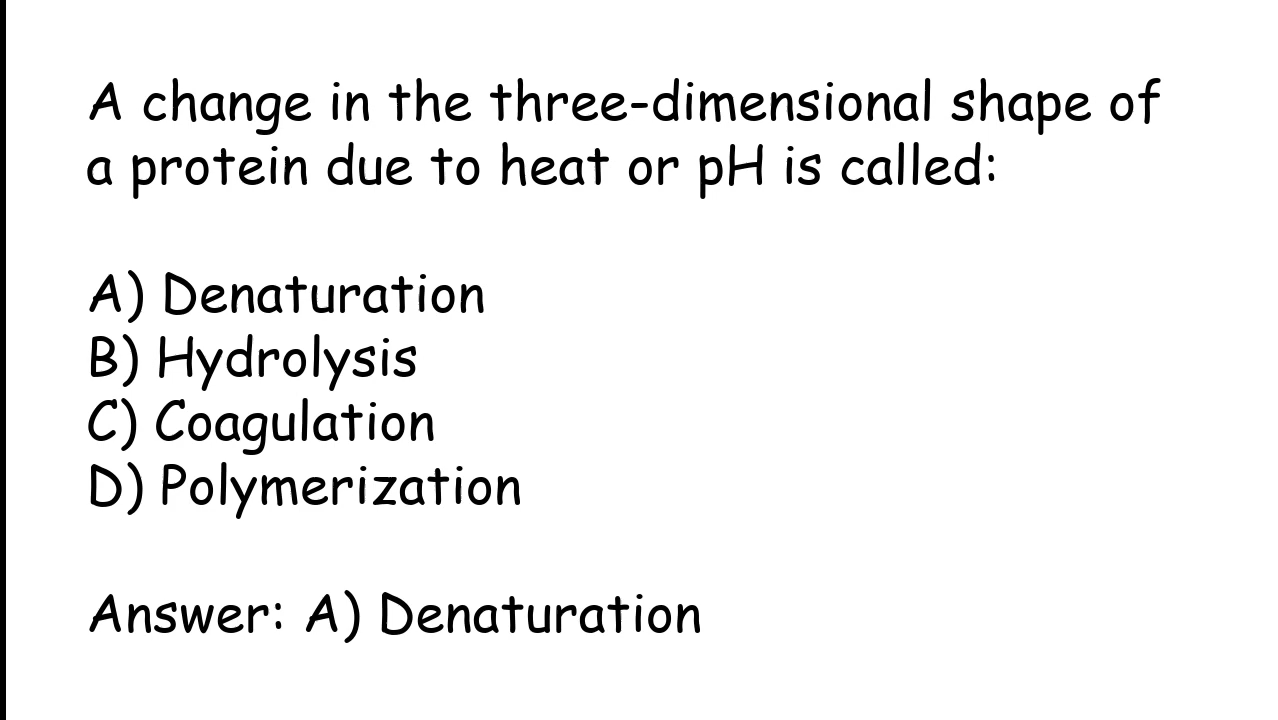 A change in the three-dimensional shape of
a protein due to heat or pH is called:
A) Denaturation
B) Hydrolysis
C) Coagulation
D) Polymerization
Answer: A) Denaturation